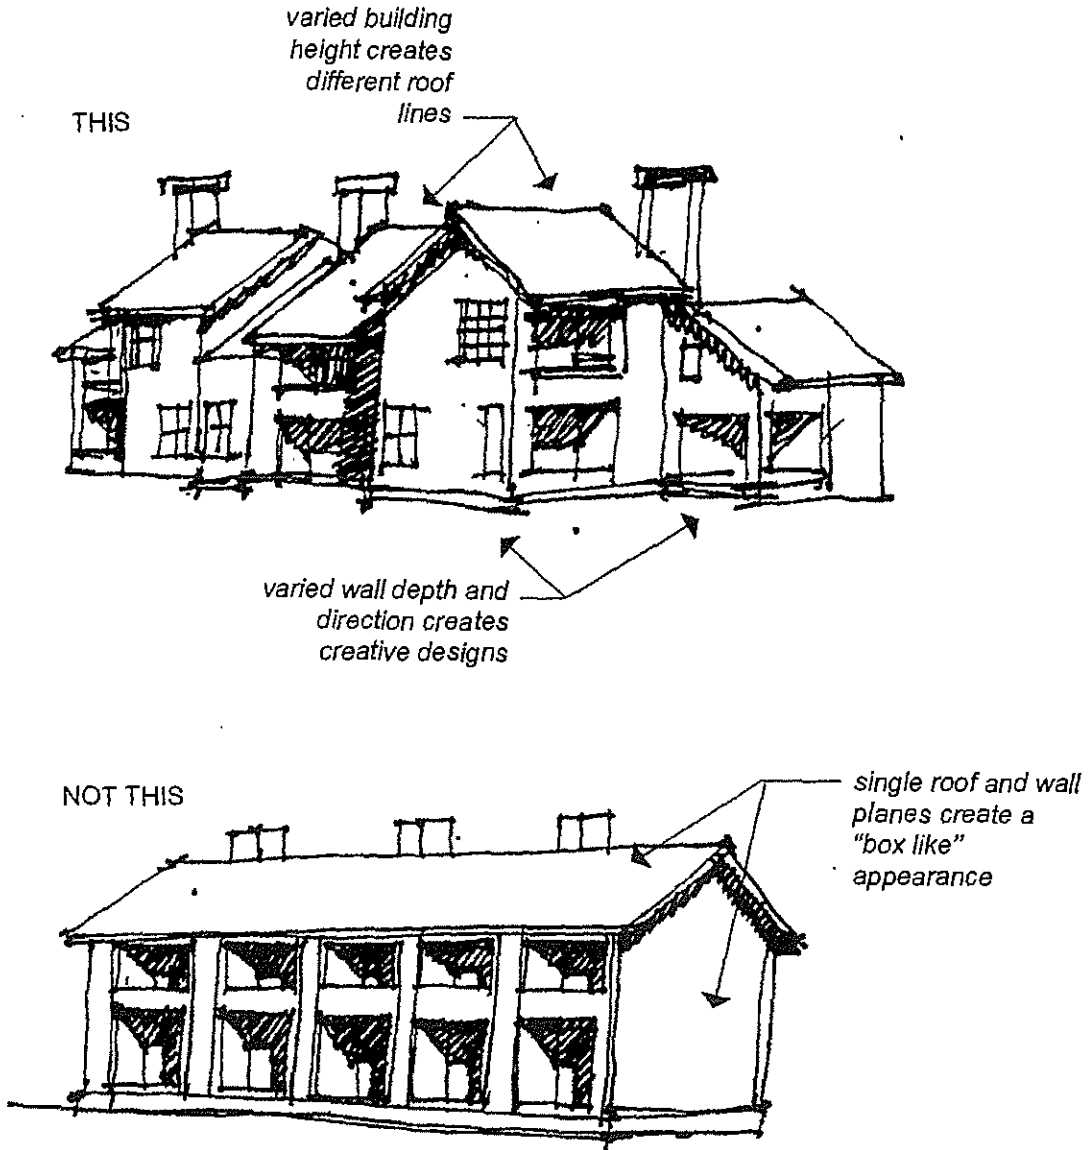 varied building
height creates
different roof
lines
THIS
varied wall depth and
direction creates
creative designs
NOT THIS
single roof and wall
planes create a
"box like"
appearance